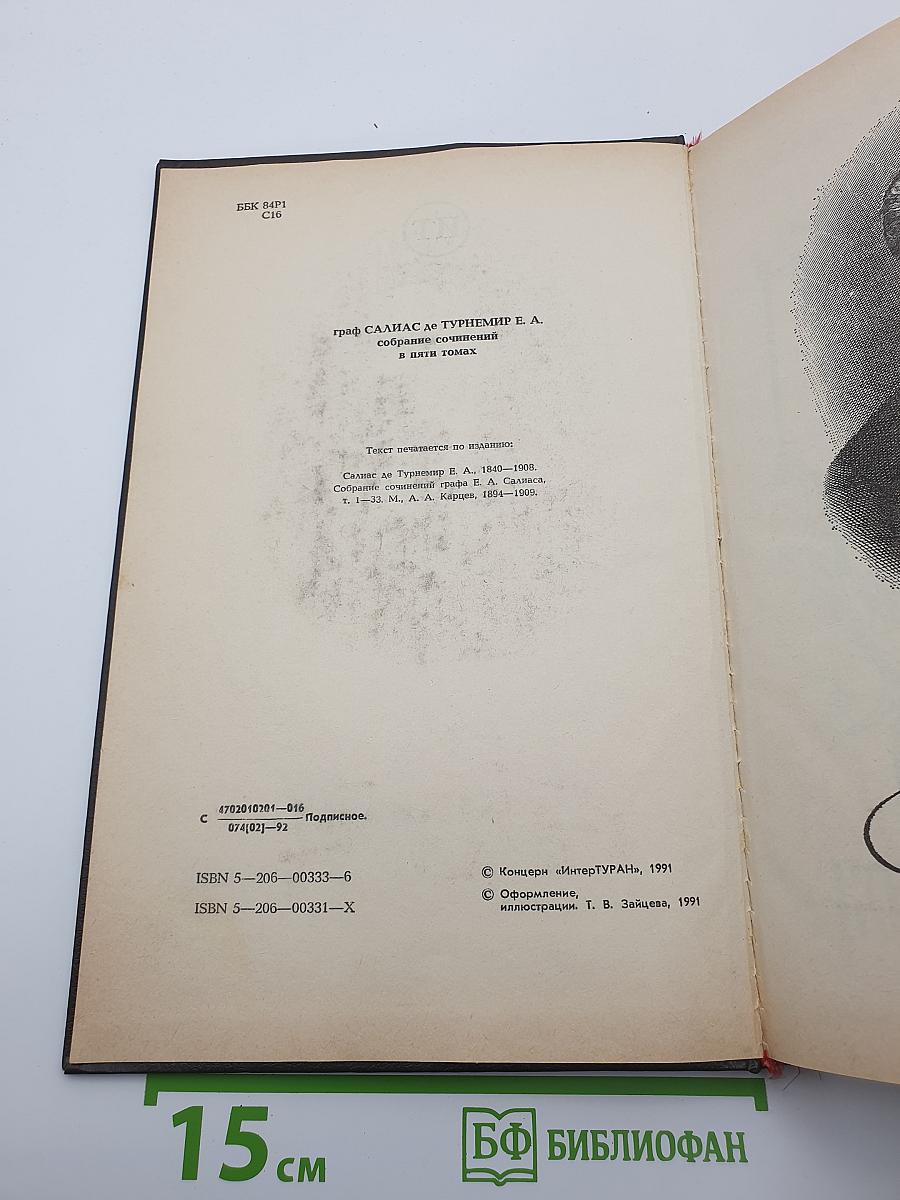 ББК 84Р1
С16
граф САЛИАС де ТУРНЕМИР Е. А.
собрание сочинений
в пяти томах
Текст печатается по изданию:
Салиас де Турнемир Е. А., 1840—1908.
Собрание сочинений графа Е. А. Салиаса,
т. 1—33. М., А. А. Карцев, 1894—1909.
С 4702010201—016
074[02]—92 Подписное.
ISBN 5—206—00333—6
ISBN 5—206—00331—X
© Концерн «ИнтерТУРАН», 1991
© Оформление,
иллюстрации. Т. В. Зайцева, 1991
15 см
БФ БИБЛИОФАН